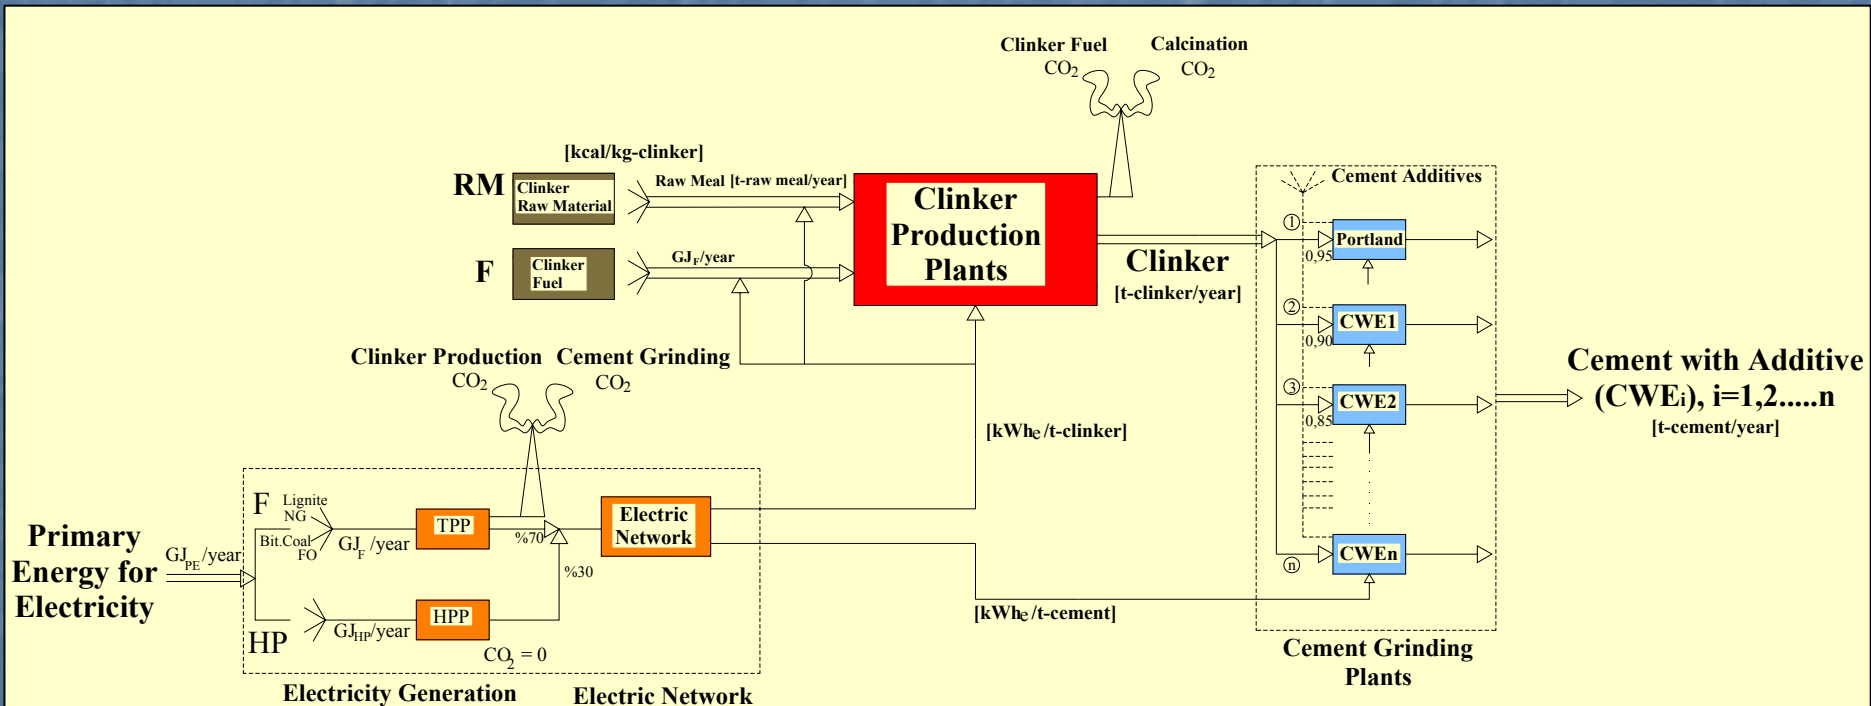 Clinker Fuel
CO2
Calcination
CO2
[kcal/kg-clinker]
RM
Clinker
Raw Material
Raw Meal [t-raw meal/year]
F
Clinker
Fuel
GJF/year
Clinker
Production
Plants
Clinker
[t-clinker/year]
Cement Additives
1
Portland
0,95
2
CWE1
0,90
3
CWE2
0,85
n
CWEn
Cement Grinding
Plants
Cement with Additive
(CWEi), i=1,2.....n
[t-cement/year]
Clinker Production
CO2
Cement Grinding
CO2
[kWhe/t-clinker]
[kWhe/t-cement]
Primary
Energy for
Electricity
GJPE/year
F
Lignite
NG
Bit.Coal
FO
GJF/year
TPP
%70
%30
Electric
Network
HP
GJHP/year
HPP
CO2 = 0
Electricity Generation
Electric Network